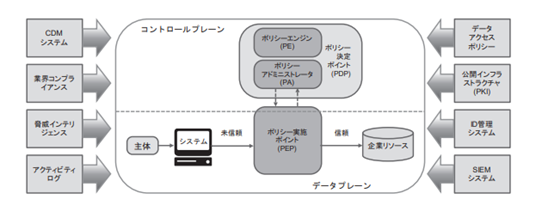 コントロールプレーン
CDM
システム
業界コンプラ
イアンス
脅威インテリ
ジェンス
アクティビティ
ログ
ポリシーエンジン
(PE)
ポリシー
アドミニストレータ
(PA)
ポリシー
決定
ポイント
(PDP)
主体
システム
未信頼
ポリシー実施
ポイント
(PEP)
信頼
企業リソース
データプレーン
データ
アクセス
ポリシー
公開インフラ
ストラクチャ
(PKI)
ID管理
システム
SIEM
システム